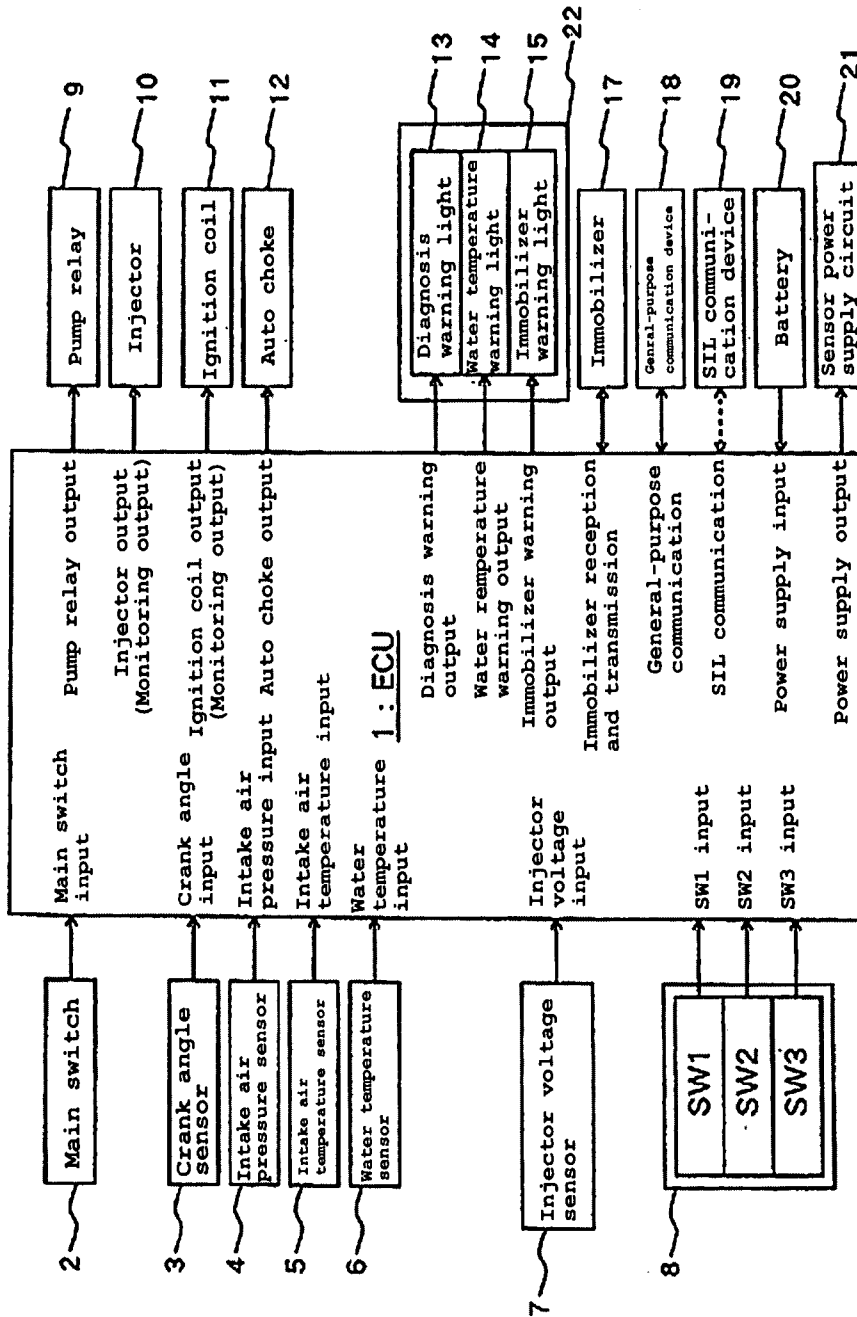 2
Main switch
3
Crank angle
sensor
4
Intake air
pressure sensor
5
Intake air
temperature sensor
6
Water temperature
sensor
7
Injector voltage
sensor
8
SW1
SW2
SW3
Main switch
input
Crank angle
input
Intake air
pressure input
Intake air
temperature input
Water
temperature
input
Injector
voltage
input
SW1 input
SW2 input
SW3 input
1 : ECU
Pump relay output
Injector output
(Monitoring output)
Ignition coil output
(Monitoring output)
Auto choke output
Diagnosis warning
output
Water remperature
warning output
Immobilizer warning
output
Immobilizer reception
and transmission
General-purpose
communication
SIL communication
Power supply input
Power supply output
Pump relay
9
Injector
10
Ignition coil
11
Auto choke
12
Diagnosis
warning light
13
Water temperature
warning light
14
Immobilizer
warning light
15
22
Immobilizer
17
Genral-purpose
communication device
18
SIL communi-
cation device
19
Battery
20
Sensor power
supply circuit
21